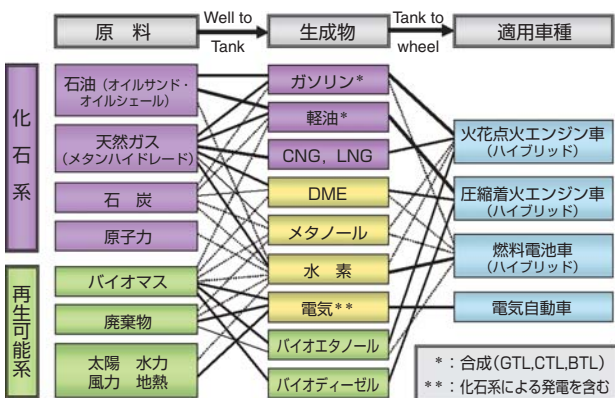 原 料
Well to
Tank
生成物
Tank to
wheel
適用車種
化石系
石油(オイルサンド・
オイルシェール)
天然ガス
(メタンハイドレード)
石 炭
原子力
再生可能系
バイオマス
廃棄物
太陽 水力
風力 地熱
ガソリン*
軽油*
CNG, LNG
DME
メタノール
水 素
電気**
バイオエタノール
バイオディーゼル
火花点火エンジン車
(ハイブリッド)
圧縮着火エンジン車
(ハイブリッド)
燃料電池車
(ハイブリッド)
電気自動車
*:合成(GTL,CTL,BTL)
**:化石系による発電を含む